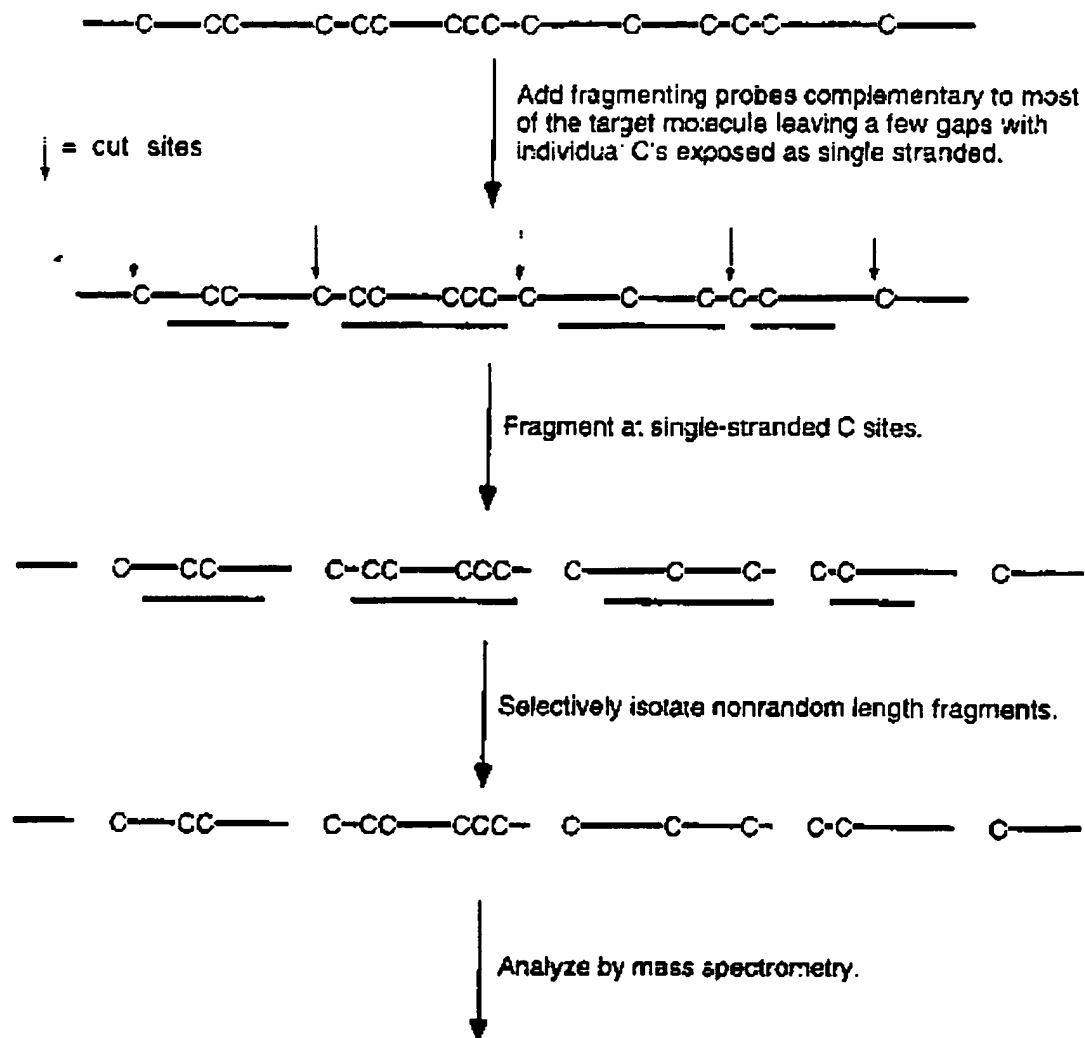 C CC C-CC CCC-C C C-C-C C
Add fragmenting probes complementary to most
of the target molecule leaving a few gaps with
individual C's exposed as single stranded.
= cut sites
C CC C-CC CCC-C C C-C-C C
Fragment at single-stranded C sites.
C CC C-CC CCC C C C C-C C
Selectively isolate nonrandom length fragments.
C CC C-CC CCC C C C C-C C
Analyze by mass spectrometry.